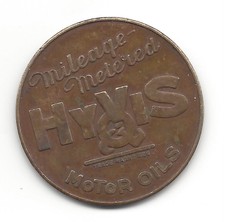 Mileage-
Metered
HYVIS
MOTOR OILS